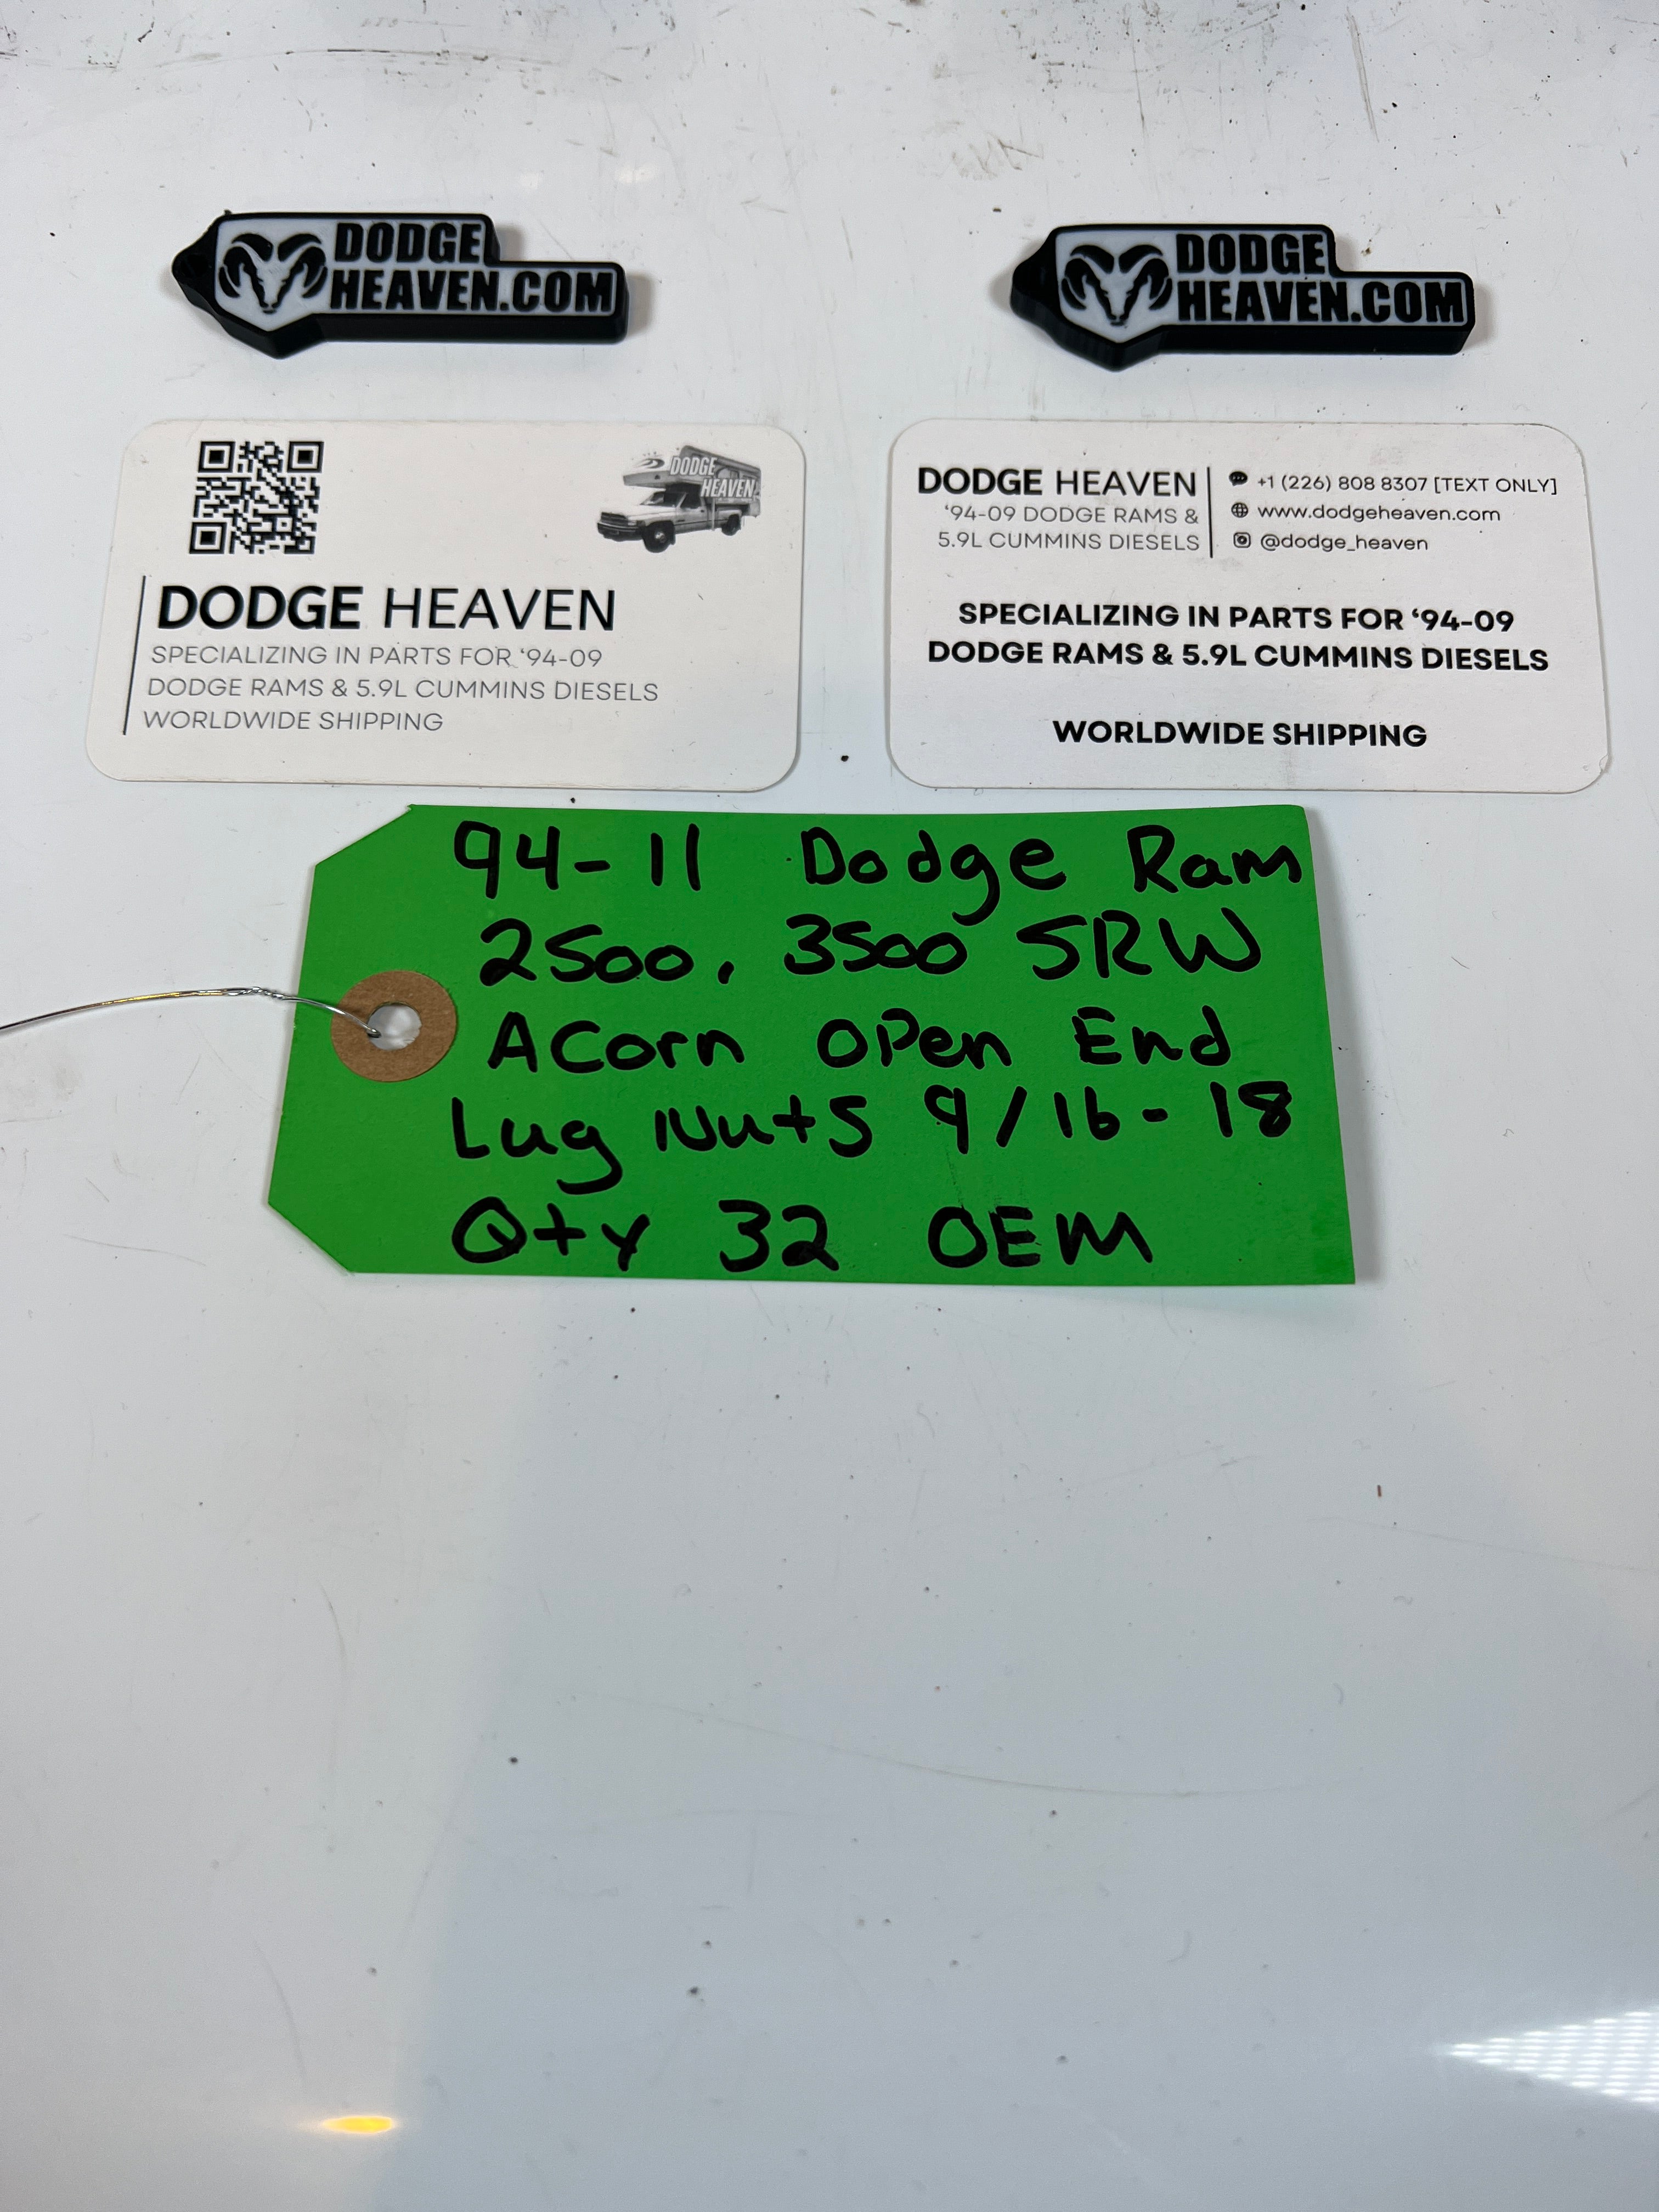 DODGE
HEAVEN.COM
DODGE
HEAVEN.COM
DODGE
HEAVEN
DODGE HEAVEN
SPECIALIZING IN PARTS FOR ‘94-09
DODGE RAMS & 5.9L CUMMINS DIESELS
WORLDWIDE SHIPPING
DODGE HEAVEN
‘94-09 DODGE RAMS &
5.9L CUMMINS DIESELS
+1 (226) 808 8307 [TEXT ONLY]
www.dodgeheaven.com
@dodge_heaven
SPECIALIZING IN PARTS FOR ‘94-09
DODGE RAMS & 5.9L CUMMINS DIESELS
WORLDWIDE SHIPPING
94-11 Dodge Ram
2500, 3500 SRW
Acorn Open End
Lug Nuts 9/16-18
Qty 32 OEM